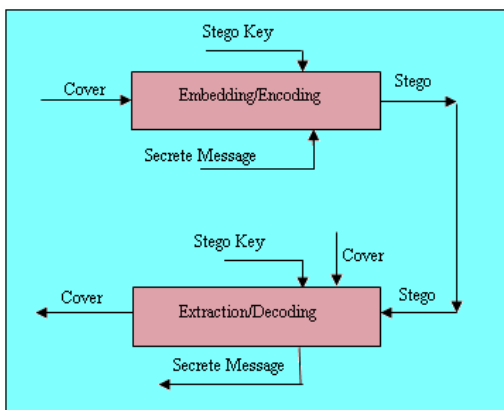 Stego Key
Cover
Embedding/Encoding
Stego
Secrete Message
Stego Key
Cover
Cover
Extraction/Decoding
Stego
Secrete Message